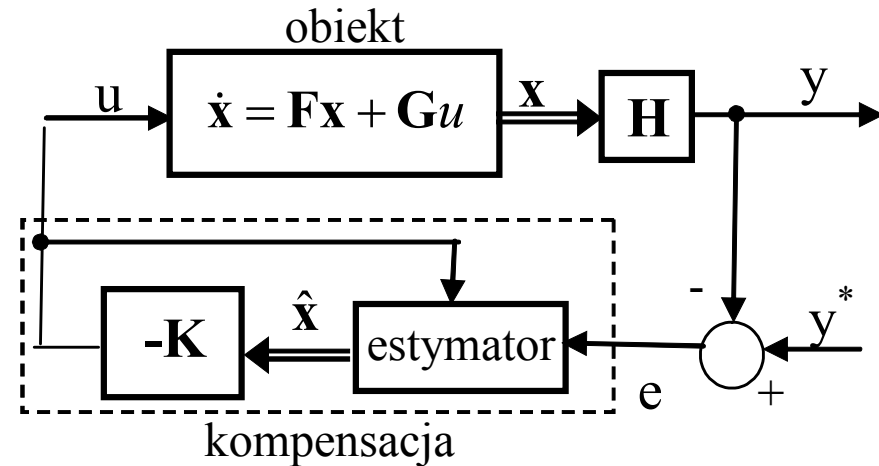 obiekt
u
ẋ = Fx + Gu
x
H
y
-K
x̂
estymator
-
y*
e
+
kompensacja